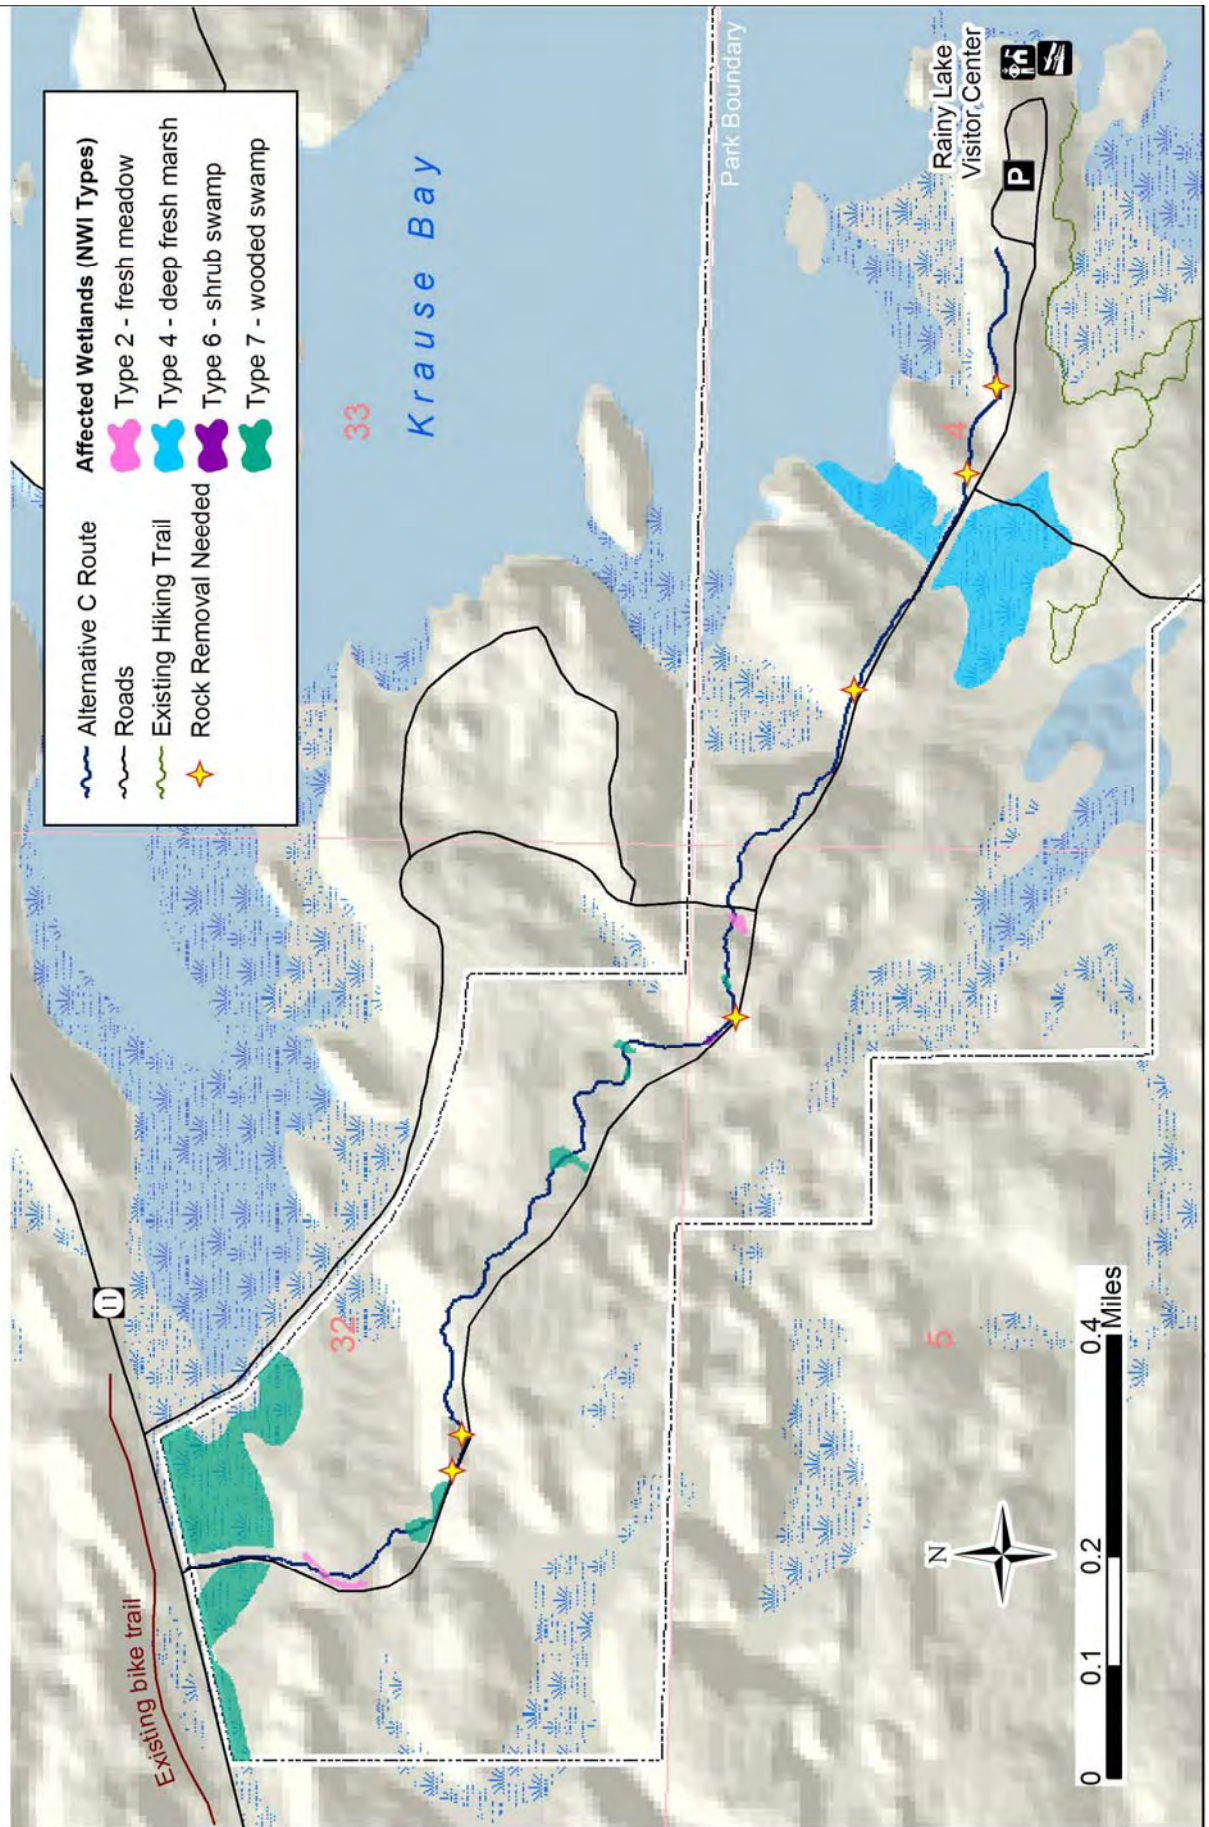 Alternative C Route
Roads
Existing Hiking Trail
Rock Removal Needed
Affected Wetlands (NWI Types)
Type 2 - fresh meadow
Type 4 - deep fresh marsh
Type 6 - shrub swamp
Type 7 - wooded swamp
Existing bike trail
11
32
33
Krause Bay
Park Boundary
Rainy Lake
Visitor Center
P
4
5
N
0 0.1 0.2 0.4
Miles